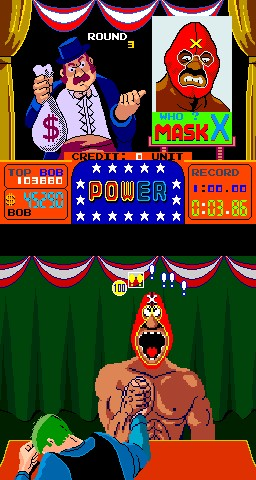 ROUND
3
X
$
WHO ?
MASK X
CREDIT: 0 UNIT
TOP BOB
103880
$ 45290
BOB
POWER
RECORD
1:00.00
0:03.86
100
X